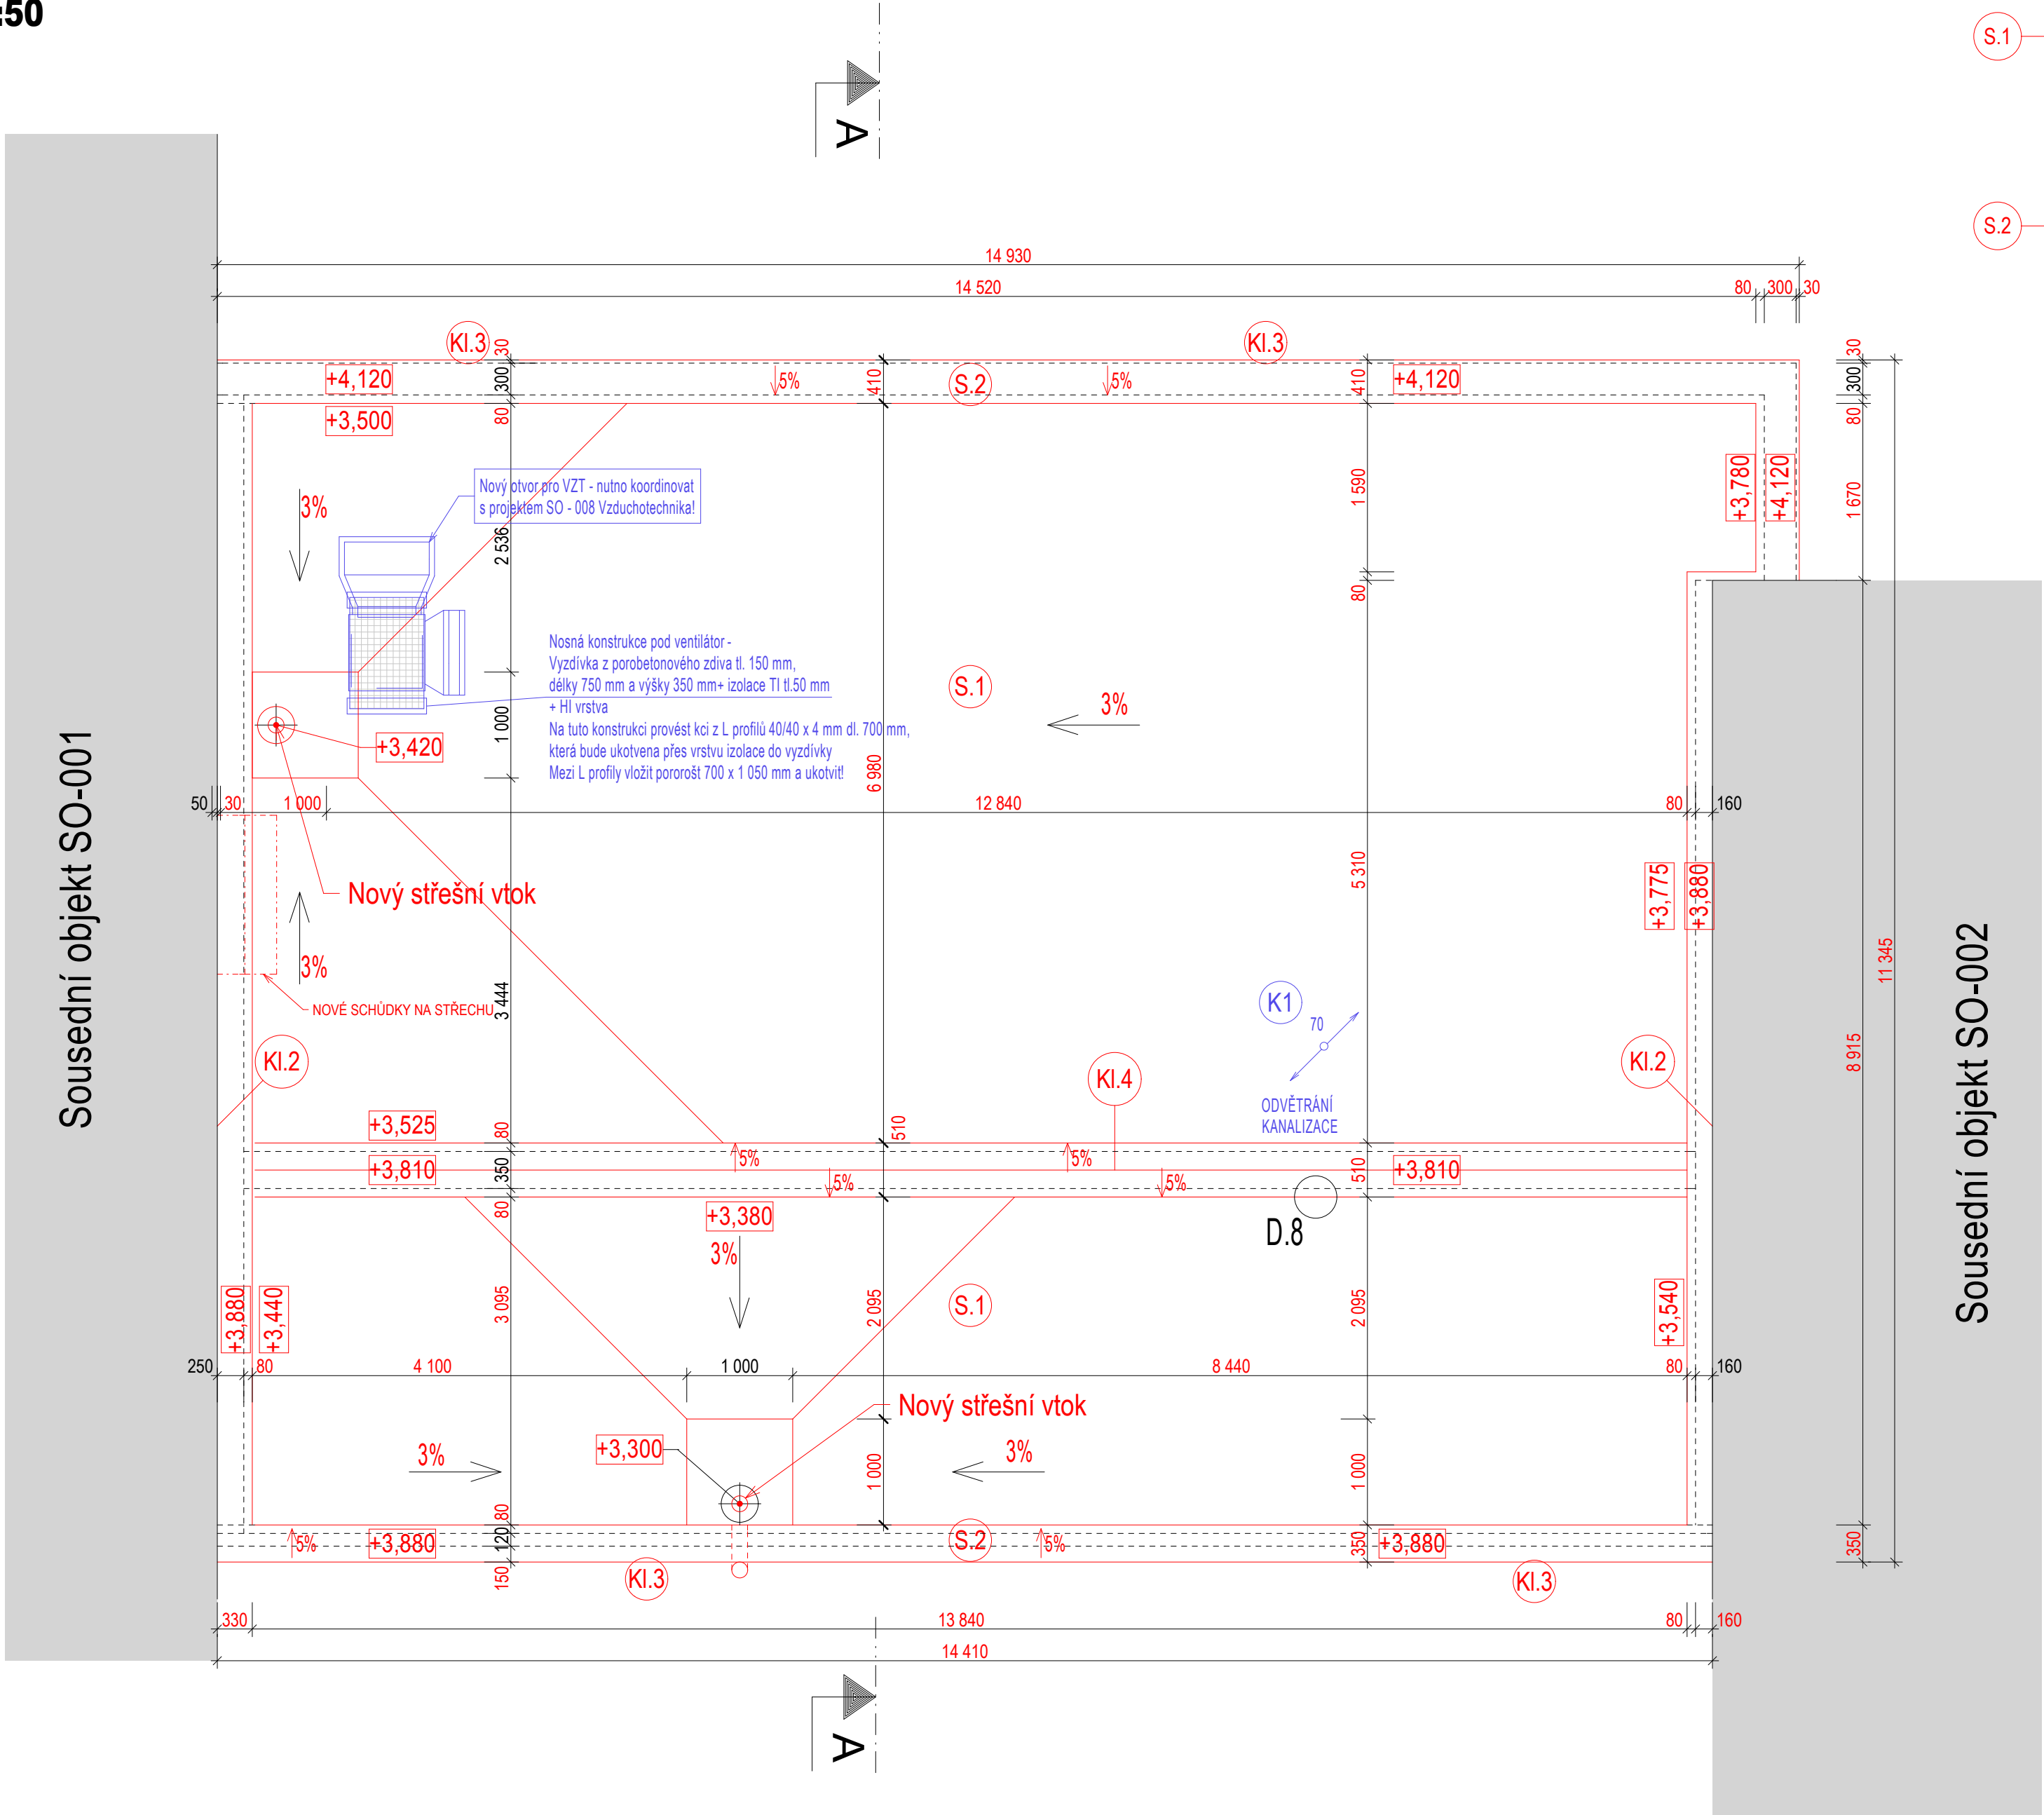 :50
S.1
A
S.2
14 930
14 520
80
300
30
Kl.3
30
Kl.3
30
+4,120
300
5%
410
S.2
5%
410
+4,120
300
+3,500
80
80
Nový otvor pro VZT - nutno koordinovat
s projektem SO - 008 Vzduchotechnika!
3%
2 536
1 590
+3,780
+4,120
1 670
80
Nosná konstrukce pod ventilátor -
Vyzdívka z porobetonového zdiva tl. 150 mm,
délky 750 mm a výšky 350 mm+ izolace TI tl.50 mm
+ HI vrstva
Na tuto konstrukci provést kci z L profilů 40/40 x 4 mm dl. 700 mm,
která bude ukotvena přes vrstvu izolace do vyzdívky
Mezi L profily vložit pororošt 700 x 1 050 mm a ukotvit!
S.1
3%
1 000
+3,420
6 980
50
30
1 000
12 840
80
160
Sousední objekt SO-001
Nový střešní vtok
5 310
+3,775
+3,880
11 345
Sousední objekt SO-002
3%
3 444
NOVÉ SCHŮDKY NA STŘECHU
K1
70
8 915
Kl.2
Kl.4
Kl.2
ODVĚTRÁNÍ
KANALIZACE
+3,525
80
510
+3,810
350
5%
5%
510
+3,810
5%
5%
80
+3,380
D.8
3%
+3,880
+3,440
3 095
2 095
S.1
2 095
+3,540
250
80
4 100
1 000
8 440
80
160
Nový střešní vtok
3%
+3,300
3%
1 000
1 000
80
5%
+3,880
120
S.2
5%
350
+3,880
350
150
Kl.3
Kl.3
330
13 840
80
160
14 410
A